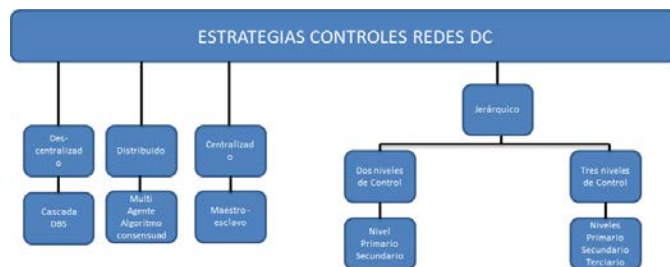 ESTRATEGIAS CONTROLES REDES DC
Jerárquico
Des-
centralizad
o
Distribuido
Centralizad
o
Dos niveles
de Control
Tres niveles
de Control
Cascada
DBS
Multi
Agente
Algoritmo
consensuad
Maestro-
esclavo
Nivel
Primario
Secundario
Niveles
Primario
Secundario
Terciario